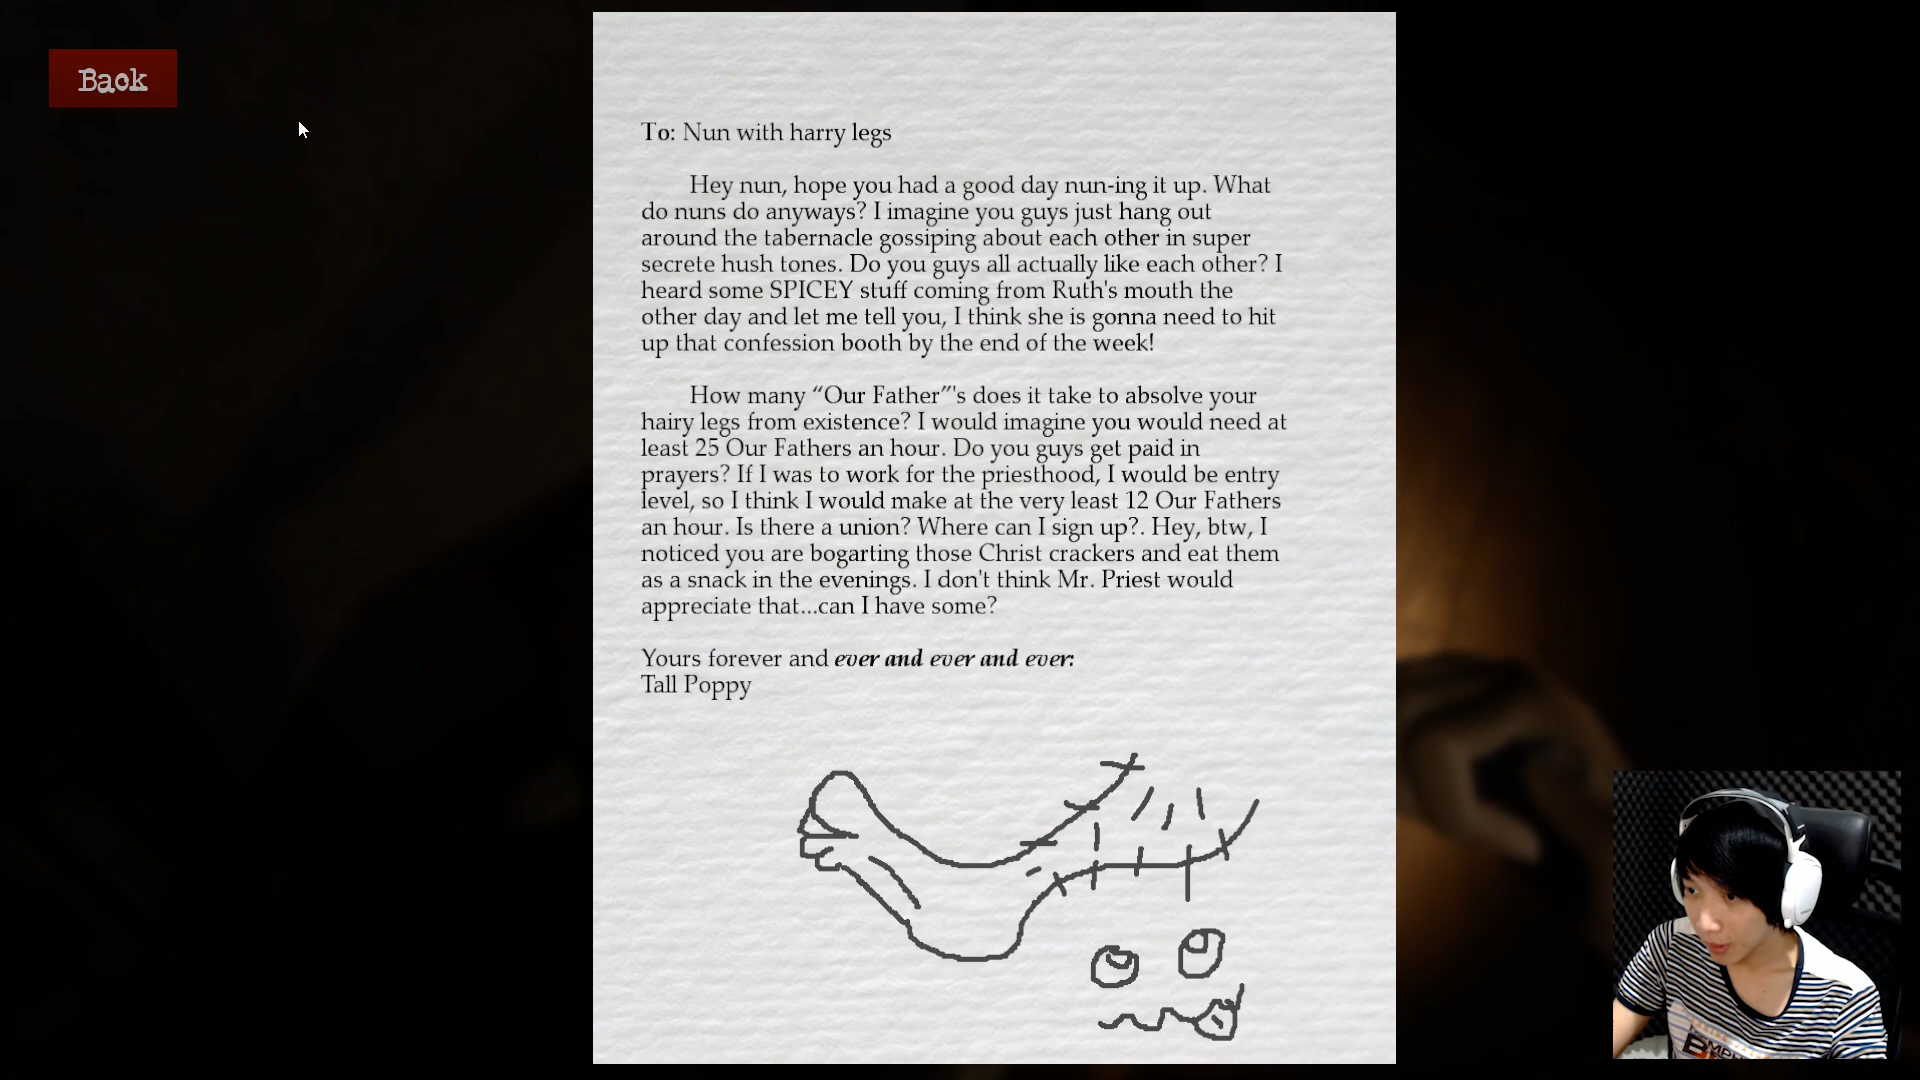 Back
To: Nun with harry legs
Hey nun, hope you had a good day nun-ing it up. What
do nuns do anyways? I imagine you guys just hang out
around the tabernacle gossiping about each other in super
secrete hush tones. Do you guys all actually like each other? I
heard some SPICEY stuff coming from Ruth's mouth the
other day and let me tell you, I think she is gonna need to hit
up that confession booth by the end of the week!
How many “Our Father”'s does it take to absolve your
hairy legs from existence? I would imagine you would need at
least 25 Our Fathers an hour. Do you guys get paid in
prayers? If I was to work for the priesthood, I would be entry
level, so I think I would make at the very least 12 Our Fathers
an hour. Is there a union? Where can I sign up?. Hey, btw, I
noticed you are bogarting those Christ crackers and eat them
as a snack in the evenings. I don't think Mr. Priest would
appreciate that...can I have some?
Yours forever and ever and ever and ever:
Tall Poppy